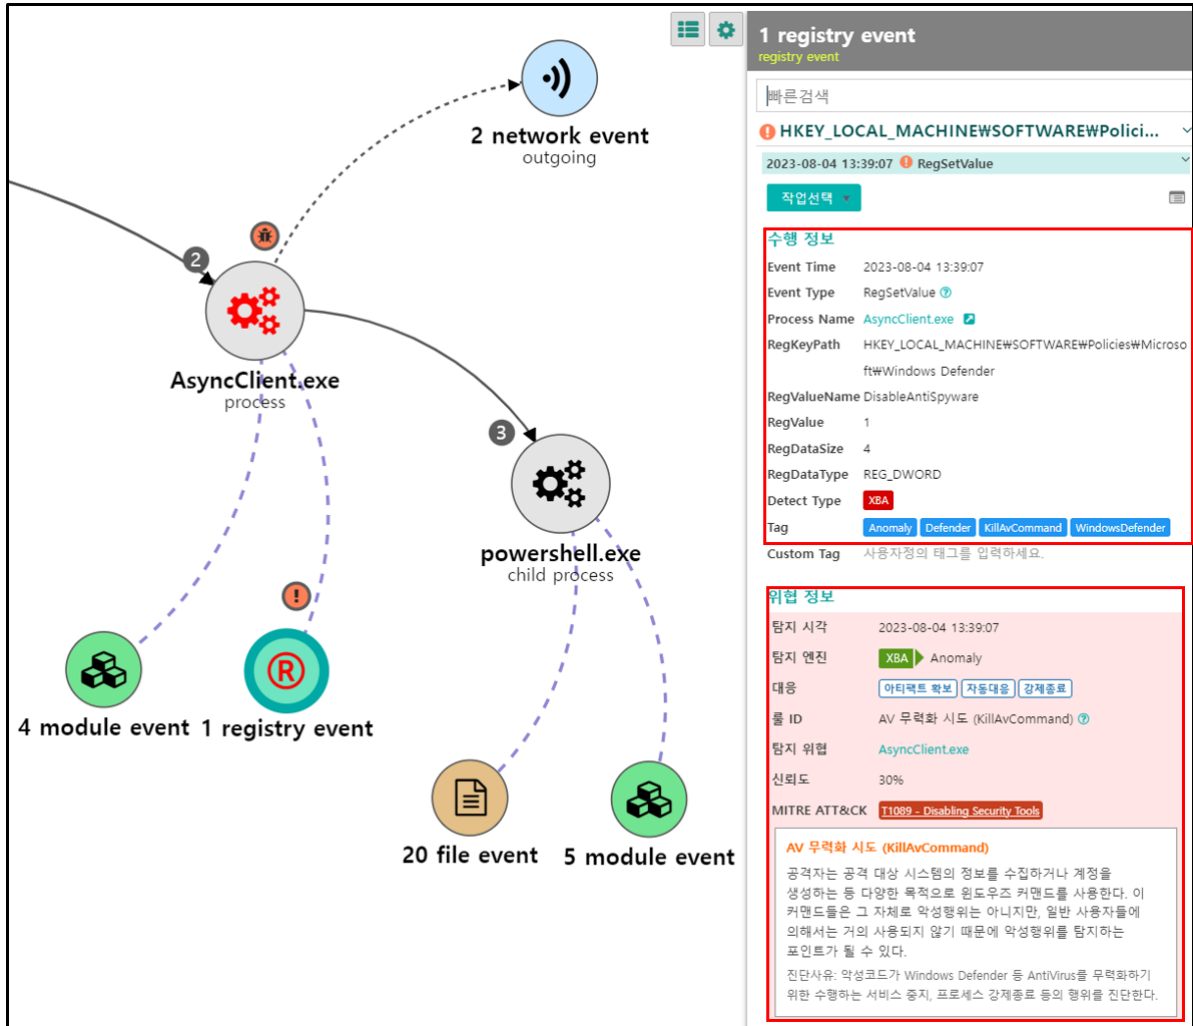 2 network event
outgoing
2
AsyncClient.exe
process
3
powershell.exe
child process
4 module event
1 registry event
20 file event
5 module event
1 registry event
registry event
빠른검색
HKEY_LOCAL_MACHINE₩SOFTWARE₩Polici...
2023-08-04 13:39:07 RegSetValue
작업선택
수행 정보
Event Time 2023-08-04 13:39:07
Event Type RegSetValue
Process Name AsyncClient.exe
RegKeyPath HKEY_LOCAL_MACHINE₩SOFTWARE₩Policies₩Microso
ft₩Windows Defender
RegValueName DisableAntiSpyware
RegValue 1
RegDataSize 4
RegDataType REG_DWORD
Detect Type XBA
Tag Anomaly Defender KillAvCommand WindowsDefender
Custom Tag 사용자정의 태그를 입력하세요.
위협 정보
탐지 시각 2023-08-04 13:39:07
탐지 엔진 XBA Anomaly
대응 아티팩트 확보 자동대응 강제종료
룰 ID AV 무력화 시도 (KillAvCommand)
탐지 위협 AsyncClient.exe
신뢰도 30%
MITRE ATT&CK T1089 - Disabling Security Tools
AV 무력화 시도 (KillAvCommand)
공격자는 공격 대상 시스템의 정보를 수집하거나 계정을
생성하는 등 다양한 목적으로 윈도우즈 커맨드를 사용한다. 이
커맨드들은 그 자체로 악성행위는 아니지만, 일반 사용자들에
의해서는 거의 사용되지 않기 때문에 악성행위를 탐지하는
포인트가 될 수 있다.
진단사유: 악성코드가 Windows Defender 등 AntiVirus를 무력화하기
위한 수행하는 서비스 중지, 프로세스 강제종료 등의 행위를 진단한다.